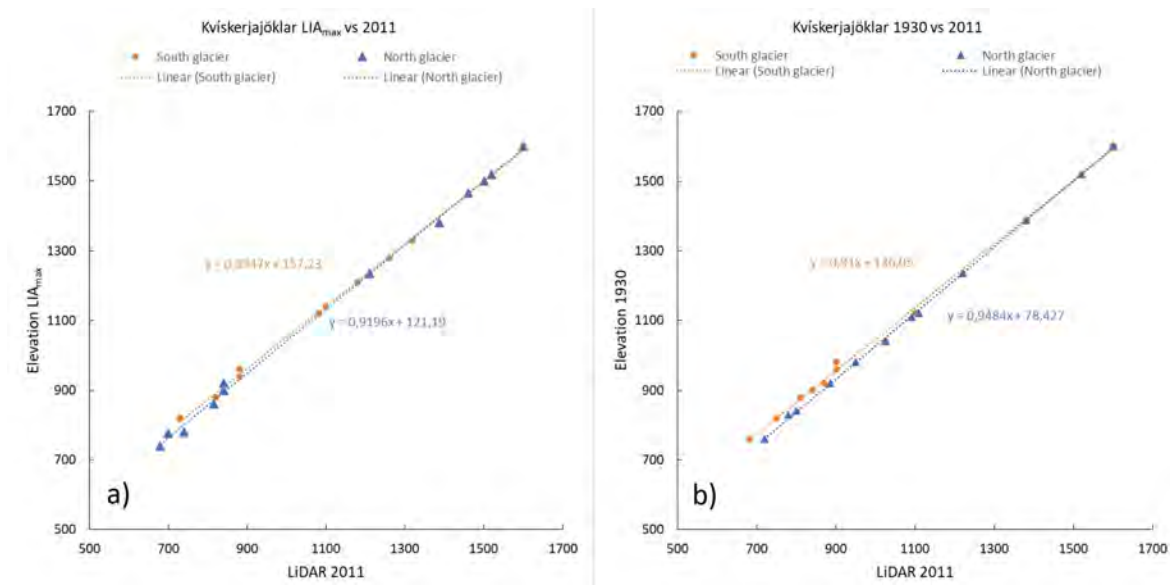 Kvískerjajöklar LIAmax vs 2011
South glacier
North glacier
Linear (South glacier)
Linear (North glacier)
1700
1500
1300
1100
900
700
500
Elevation LIAmax
y = 0,8947x + 157,23
y = 0,9196x + 121,19
a)
500 700 900 1100 1300 1500 1700
LiDAR 2011
Kvískerjajöklar 1930 vs 2011
South glacier
North glacier
Linear (South glacier)
Linear (North glacier)
1700
1500
1300
1100
900
700
500
Elevation 1930
y = 0,9484x + 78,427
b)
500 700 900 1100 1300 1500 1700
LiDAR 2011